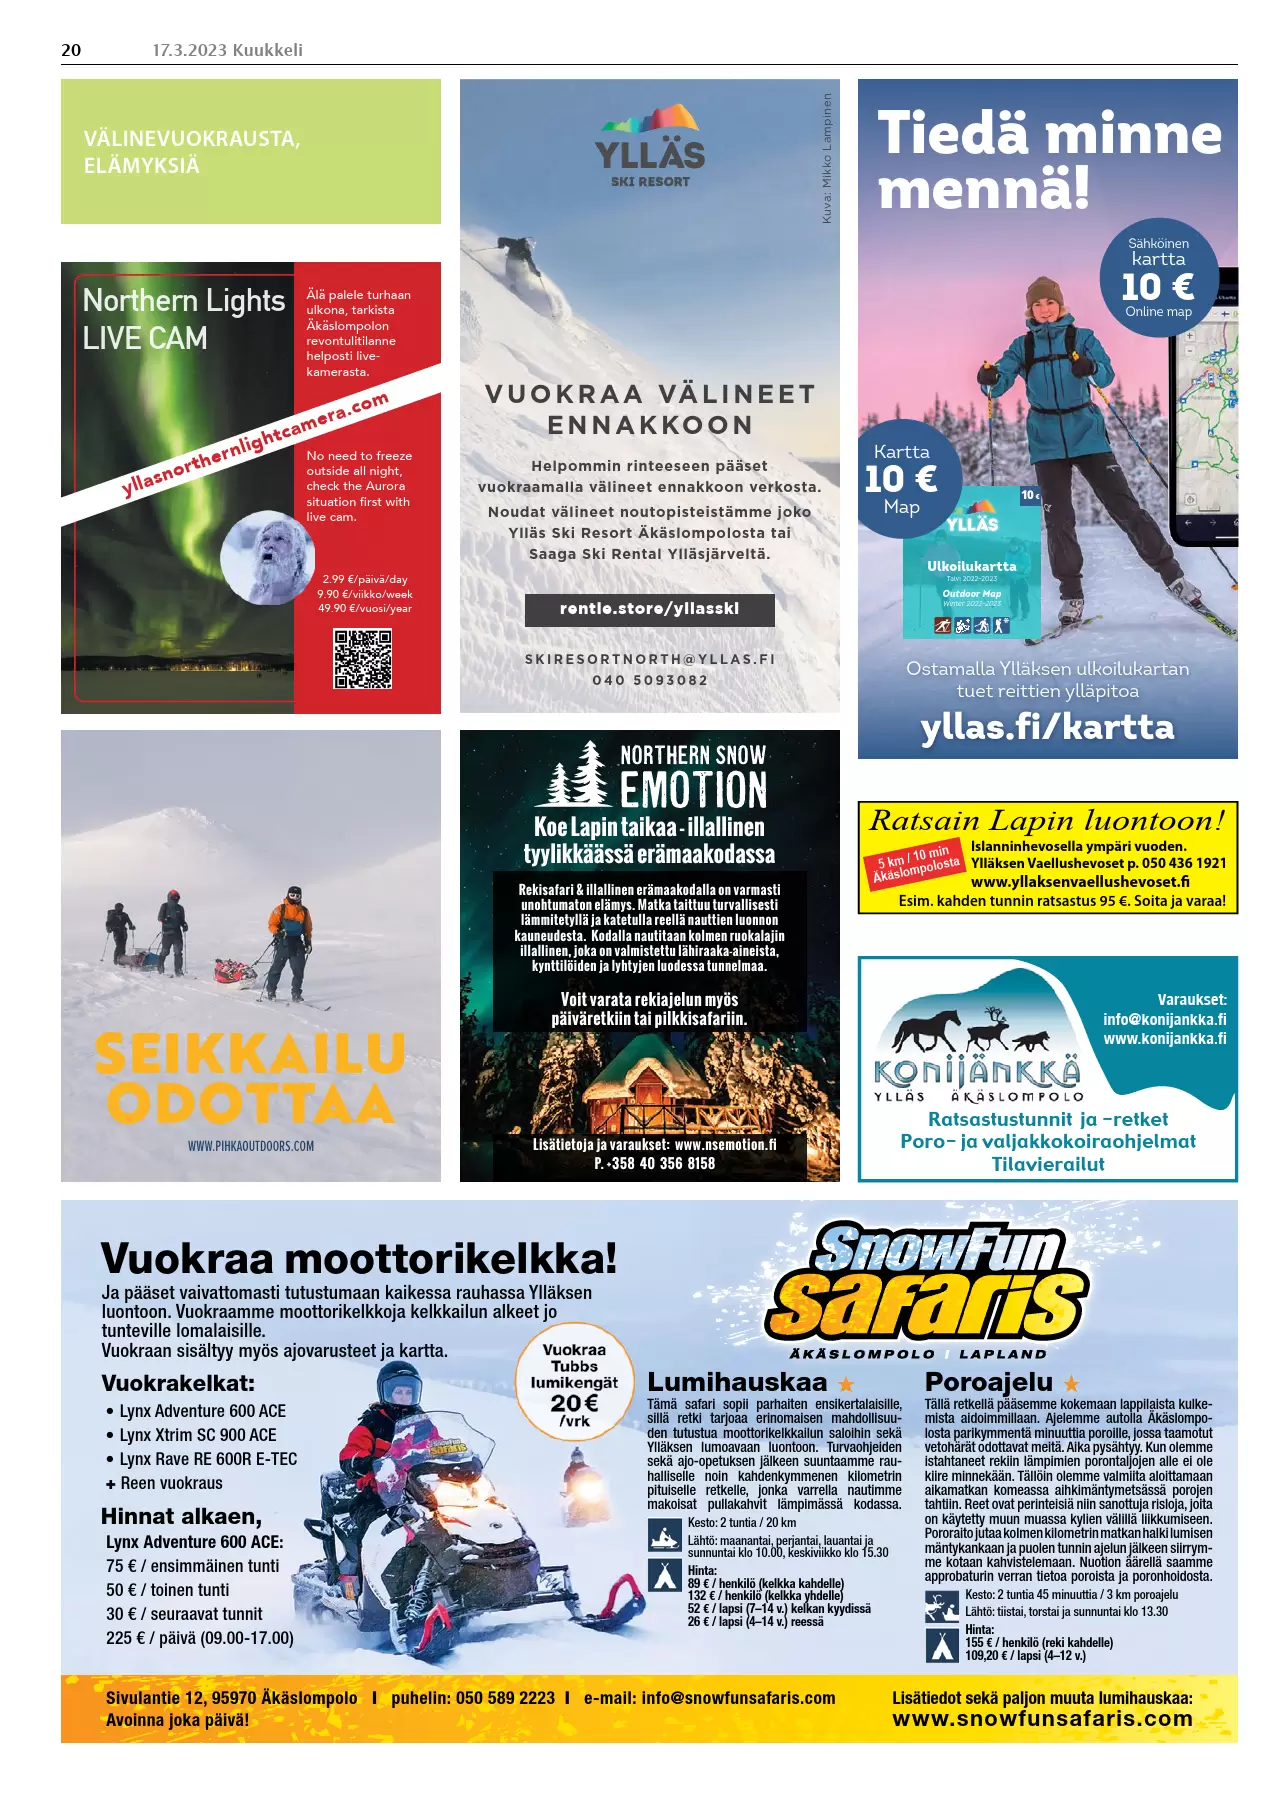 20 17.3.2023 Kuukkeli
VÄLINEVUOKRAUSTA,
ELÄMYKSIÄ
Northern Lights
LIVE CAM
Älä palele turhaan
ulkona, tarkista
Äkäslompolon
revontulitilanne
helposti live-
kamerasta.
yllasnorthernlightcamera.com
No need to freeze
outside all night,
check the Aurora
situation first with
live cam.
2.99 €/päivä/day
9.90 €/viikko/week
49.90 €/vuosi/year
YLLÄS
SKI RESORT
Kuva: Mikko Lampinen
VUOKRAA VÄLINEET
ENNAKKOON
Helpommin rinteeseen pääset
vuokraamalla välineet ennakkoon verkosta.
Noudat välineet noutopisteistämme joko
Ylläs Ski Resort Äkäslompolosta tai
Saaga Ski Rental Ylläsjärveltä.
rentle.store/yllasski
SKIRESORTNORTH@YLLAS.FI
040 5093082
Tiedä minne
mennä!
Sähköinen
kartta
10 €
Online map
Kartta
10 €
Map
10 €
YLLÄS
Ulkoilukartta
Talvi 2022-2023
Outdoor Map
Winter 2022-2023
Ostamalla Ylläksen ulkoilukartan
tuet reittien ylläpitoa
yllas.fi/kartta
SEIKKAILU
ODOTTAA
WWW.PIHKAOUTDOORS.COM
NORTHERN SNOW
EMOTION
Koe Lapin taikaa - illallinen
tyylikkäässä erämaakodassa
Rekisafari & illallinen erämaakodalla on varmasti
unohtumaton elämys. Matka taittuu turvallisesti
lämmitetyllä ja katetulla reellä nauttien luonnon
kauneudesta. Kodalla nautitaan kolmen ruokalajin
illallinen, joka on valmistettu lähiraaka-aineista,
kynttilöiden ja lyhtyjen luodessa tunnelmaa.
Voit varata rekiajelun myös
päiväretkiin tai pilkkisafariin.
Lisätietoja ja varaukset: www.nsemotion.fi
P. +358 40 356 8158
Ratsain Lapin luontoon!
5 km / 10 min
Äkäslompolosta
Islanninhevosella ympäri vuoden.
Ylläksen Vaellushevoset p. 050 436 1921
www.yllaksenvaellushevoset.fi
Esim. kahden tunnin ratsastus 95 €. Soita ja varaa!
Varaukset:
info@konijankka.fi
www.konijankka.fi
KONIJÄNKKÄ
YLLÄS ÄKÄSLOMPOLO
Ratsastustunnit ja -retket
Poro- ja valjakkokoiraohjelmat
Tilavierailut
Vuokraa moottorikelkka!
Ja pääset vaivattomasti tutustumaan kaikessa rauhassa Ylläksen
luontoon. Vuokraamme moottorikelkkoja kelkkailun alkeet jo
tunteville lomalaisille.
Vuokraan sisältyy myös ajovarusteet ja kartta.
Vuokrakelkat:
• Lynx Adventure 600 ACE
• Lynx Xtrim SC 900 ACE
• Lynx Rave RE 600R E-TEC
+ Reen vuokraus
Hinnat alkaen,
Lynx Adventure 600 ACE:
75 € / ensimmäinen tunti
50 € / toinen tunti
30 € / seuraavat tunnit
225 € / päivä (09.00-17.00)
Vuokraa
Tubbs
lumikengät
20 €
/vrk
SnowFun
Safaris
ÄKÄSLOMPOLO / LAPLAND
Lumihauskaa
Tämä safari sopii parhaiten ensikertalaisille,
sillä retki tarjoaa erinomaisen mahdollisuu-
den tutustua moottorikelkkailun saloihin sekä
Ylläksen lumoavaan luontoon. Turvaohjeiden
sekä ajo-opetuksen jälkeen suuntaamme rau-
halliselle noin kahdenkymmenen kilometrin
pituiselle retkelle, jonka varrella nautimme
makoisat pullakahvit lämpimässä kodassa.
Kesto: 2 tuntia / 20 km
Lähtö: maanantai, perjantai, lauantai ja
sunnuntai klo 10.00, keskiviikko klo 15.30
Hinta:
89 € / henkilö (kelkka kahdelle)
132 € / henkilö (kelkka yhdelle)
52 € / lapsi (7–14 v.) kelkan kyydissä
26 € / lapsi (4–14 v.) reessä
Poroajelu
Tällä retkellä pääsemme kokemaan lappilaista kulke-
mista aidoimmillaan. Ajelemme autolla Äkäslompo-
losta parikymmentä minuuttia poroille, jossa taamotut
vetohärät odottavat meitä. Aika pysähtyy. Kun olemme
istahtaneet rekiin lämpimien porontaljojen alle ei ole
kiire minnekään. Tällöin olemme valmiita aloittamaan
aikamatkan komeassa aihkimäntymetsässä porojen
tahtiin. Reet ovat perinteisiä niin sanottuja risloja, joita
on käytetty muun muassa kylien välillä liikkumiseen.
Pororaito jutaa kolmen kilometrin matkan halki lumisen
mäntykankaan ja puolen tunnin ajelun jälkeen siirrym-
me kotaan kahvistelemaan. Nuotion äärellä saamme
approbaturin verran tietoa poroista ja poronhoidosta.
Kesto: 2 tuntia 45 minuuttia / 3 km poroajelu
Lähtö: tiistai, torstai ja sunnuntai klo 13.30
Hinta:
155 € / henkilö (reki kahdelle)
109,20 € / lapsi (4–12 v.)
Sivulantie 12, 95970 Äkäslompolo I puhelin: 050 589 2223 I e-mail: info@snowfunsafaris.com
Avoinna joka päivä!
Lisätiedot sekä paljon muuta lumihauskaa:
www.snowfunsafaris.com